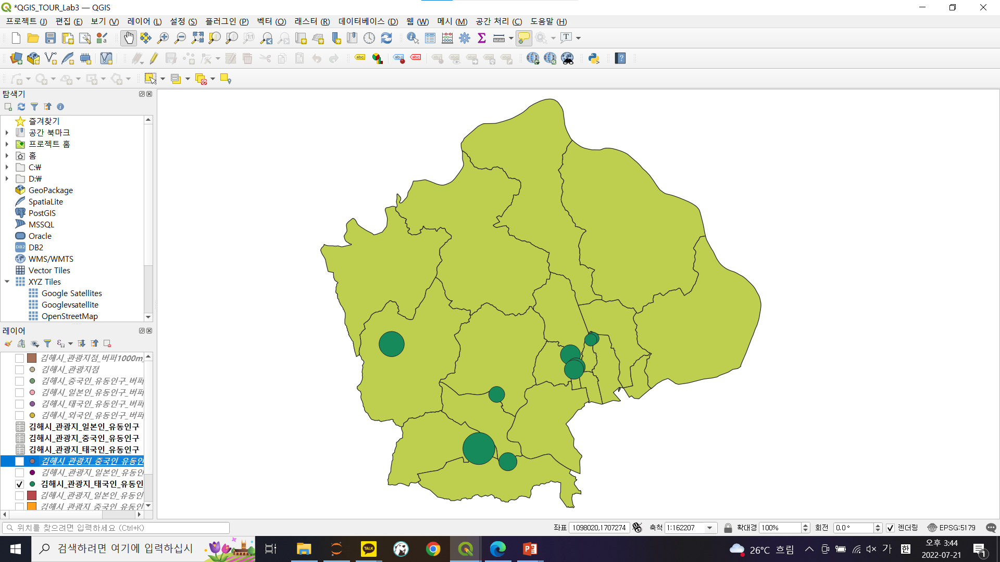 *QGIS_TOUR_Lab3 — QGIS
프로젝트 (J) 편집 (E) 보기 (V) 레이어 (L) 설정 (S) 플러그인 (P) 벡터 (O) 래스터 (R) 데이터베이스 (D) 웹 (W) 메시 (M) 공간 처리 (C) 도움말 (H)
탐색기
즐겨찾기
공간 북마크
프로젝트 홈
홈
C:₩
D:₩
GeoPackage
SpatiaLite
PostGIS
MSSQL
Oracle
DB2
WMS/WMTS
Vector Tiles
XYZ Tiles
Google Satellites
Googlevsatellite
OpenStreetMap
레이어
김해시_관광지점_버퍼1000m_
김해시_관광지점
김해시_중국인_유동인구_버퍼
김해시_일본인_유동인구_버퍼
김해시_태국인_유동인구_버퍼
김해시_외국인_유동인구_버퍼
김해시_관광지_일본인_유동인구
김해시_관광지_중국인_유동인구
김해시_관광지_태국인_유동인구
김해시_관광지_중국인_유동인
김해시_관광지_일본인_유동인
김해시_관광지_태국인_유동인
김해시_관광지_일본인_유동인
김해시_관광지_중국인_유동인
위치를 찾으려면 입력하세요 (Ctrl+K) 좌표 1098020,1707274 축척 1:162207 확대경 100% 회전 0.0 ° 렌더링 EPSG:5179
검색하려면 여기에 입력하십시 TALK 26°C 흐림 가 한 오후 3:44
2022-07-21 1